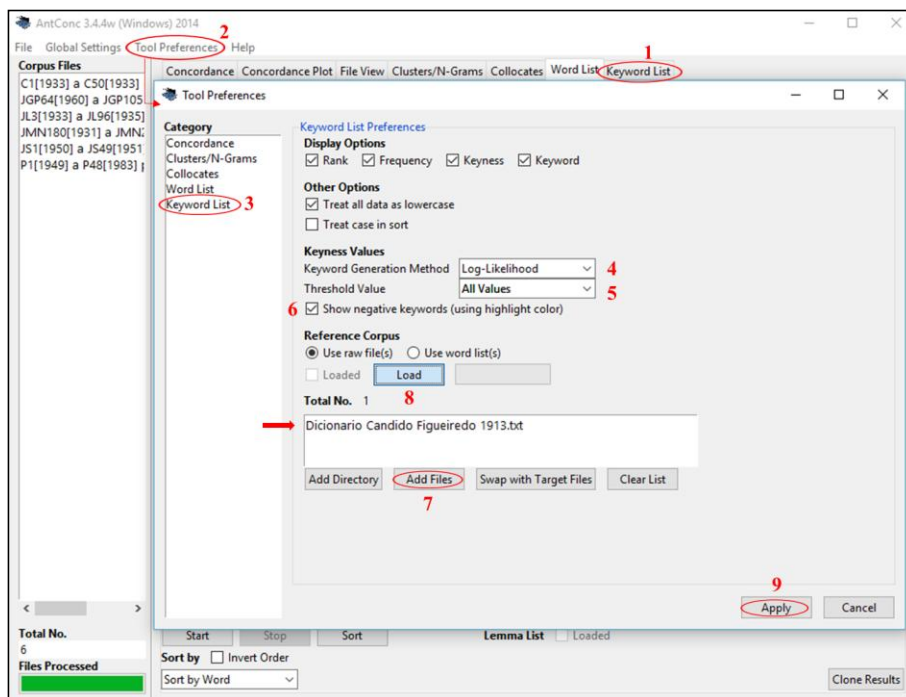 AntConc 3.4.4w (Windows) 2014
2
File Global Settings Tool Preferences Help
1
Corpus Files
Concordance Concordance Plot File View Clusters/N-Grams Collocates Word List Keyword List
C1[1933] a C50[1933]
JGP64[1960] a JGP105
JL3[1933] a JL96[1935]
JMN180[1931] a JMN
JS1[1950] a JS49[1951
P1[1949] a P48[1983]
Tool Preferences
Category
Concordance
Clusters/N-Grams
Collocates
Word List
Keyword List 3
Keyword List Preferences
Display Options
Rank Frequency Keyness Keyword
Other Options
Treat all data as lowercase
Treat case in sort
Keyness Values
Keyword Generation Method Log-Likelihood 4
Threshold Value All Values 5
6 Show negative keywords (using highlight color)
Reference Corpus
Use raw file(s) Use word list(s)
Loaded Load
8
Total No. 1
Dicionario Candido Figueiredo 1913.txt
Add Directory Add Files Swap with Target Files Clear List
7
9
Apply Cancel
Total No.
6
Files Processed
Start Stop Sort Lemma List Loaded
Sort by Invert Order
Sort by Word
Clone Results